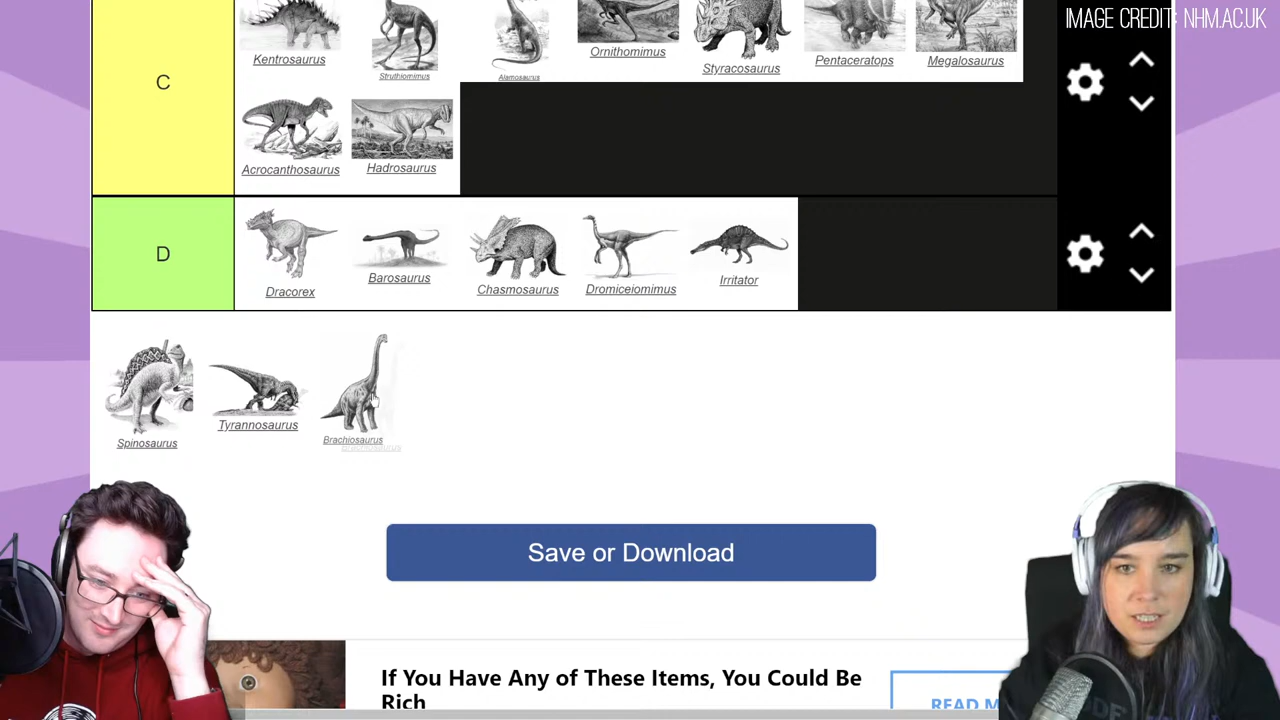 IMAGE CREDIT: NHM.AC.UK
C
Kentrosaurus
Struthiomimus
Alamosaurus
Ornithomimus
Styracosaurus
Pentaceratops
Megalosaurus
Acrocanthosaurus
Hadrosaurus
D
Dracorex
Barosaurus
Chasmosaurus
Dromiceiomimus
Irritator
Spinosaurus
Tyrannosaurus
Brachiosaurus
Save or Download
If You Have Any of These Items, You Could Be
Rich
READ